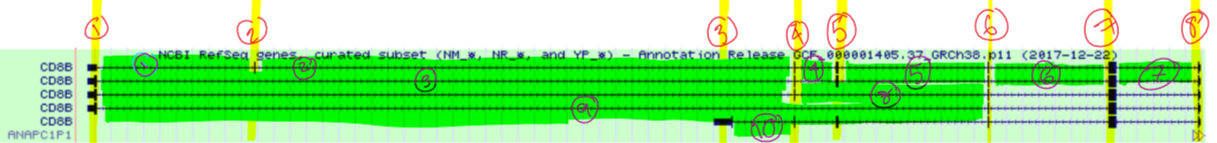 1 2 3 4 5 6 7 8
NCBI RefSeq genes, curated subset (NM_*, NR_*, and YP_*) - Annotation Release GCF_000001405.37_GRCh38.p11 (2017-12-22)
CD8B 1 2 3 4 5 6 7
CD8B
CD8B 8
CD8B 9
CD8B 10
ANAPC1P1